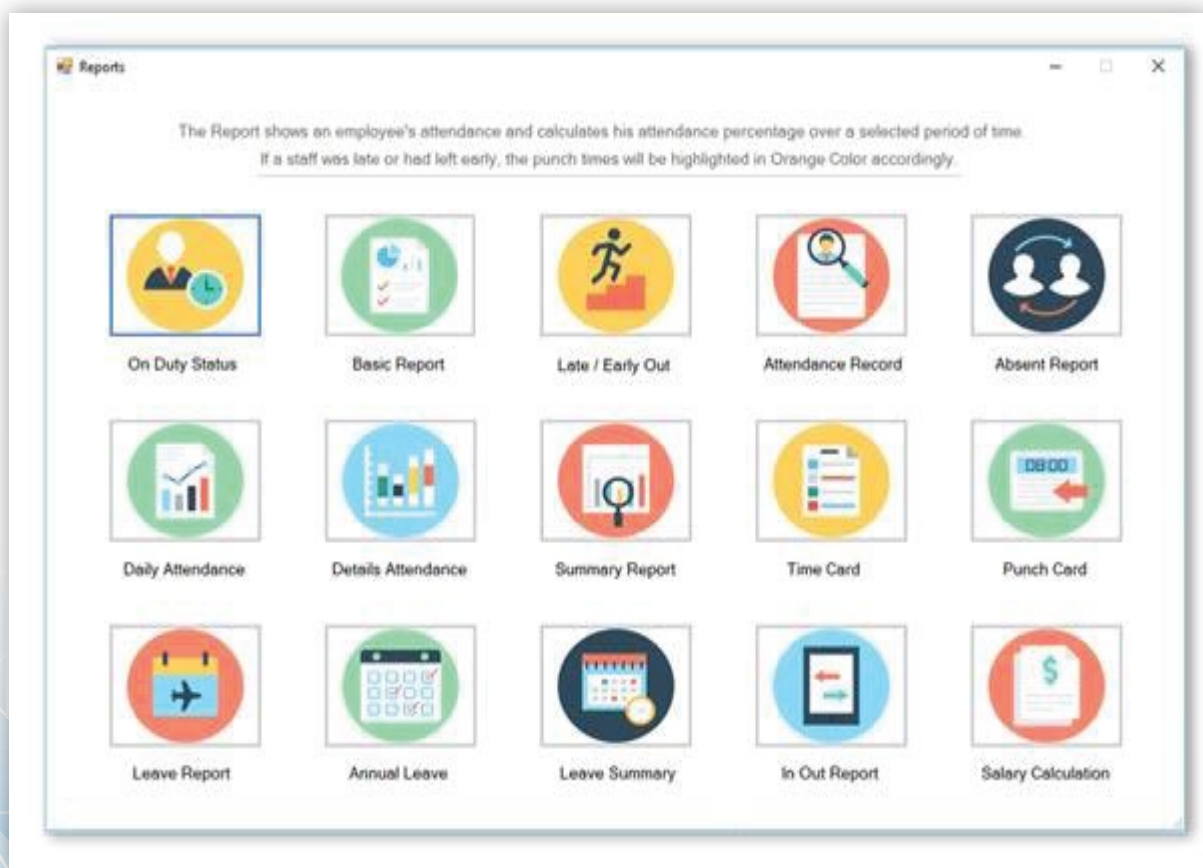 Reports
The Report shows an employee's attendance and calculates his attendance percentage over a selected period of time.
If a staff was late or had left early, the punch times will be highlighted in Orange Color accordingly.
On Duty Status
Basic Report
Late / Early Out
Attendance Record
Absent Report
Daily Attendance
Details Attendance
Summary Report
Time Card
08:00
Punch Card
Leave Report
Annual Leave
Leave Summary
In Out Report
$
Salary Calculation